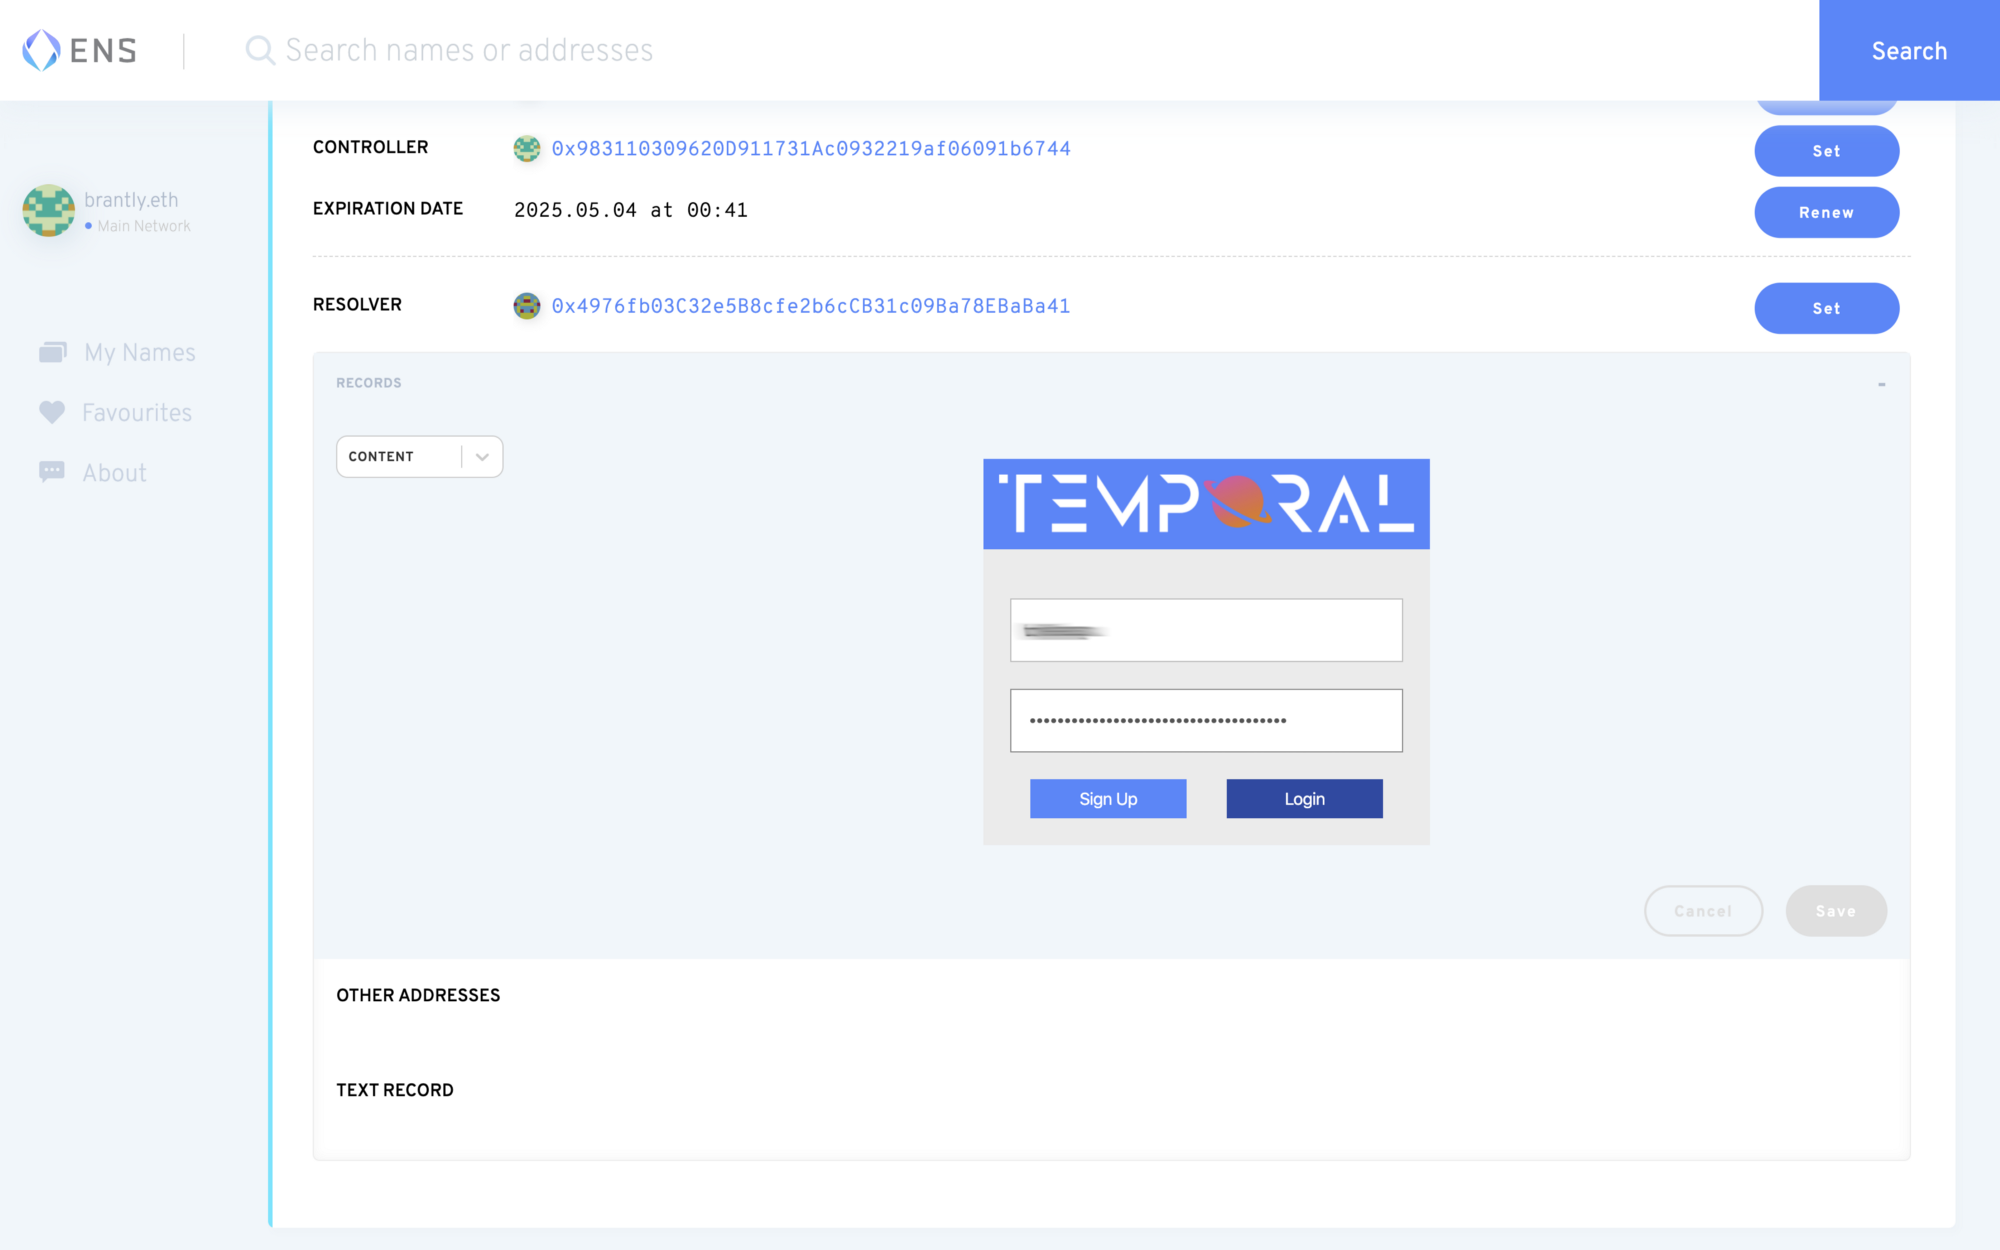 ENS
Search names or addresses
Search
brantly.eth
Main Network
My Names
Favourites
About
CONTROLLER 0x983110309620D911731Ac0932219af06091b6744 Set
EXPIRATION DATE 2025.05.04 at 00:41 Renew
RESOLVER 0x4976fb03C32e5B8cfe2b6cCB31c09Ba78EBaBa41 Set
RECORDS
CONTENT
TEMPORAL
Sign Up Login
Cancel Save
OTHER ADDRESSES
TEXT RECORD